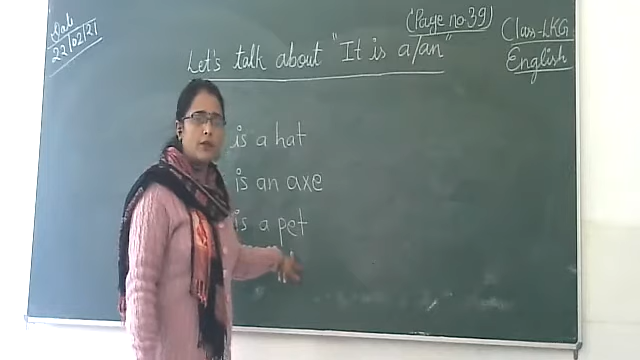 Date
22/02/21
(Page no.39)
Class-LKG
English
Let's talk about "It is a/an"
is a hat
is an axe
is a pet